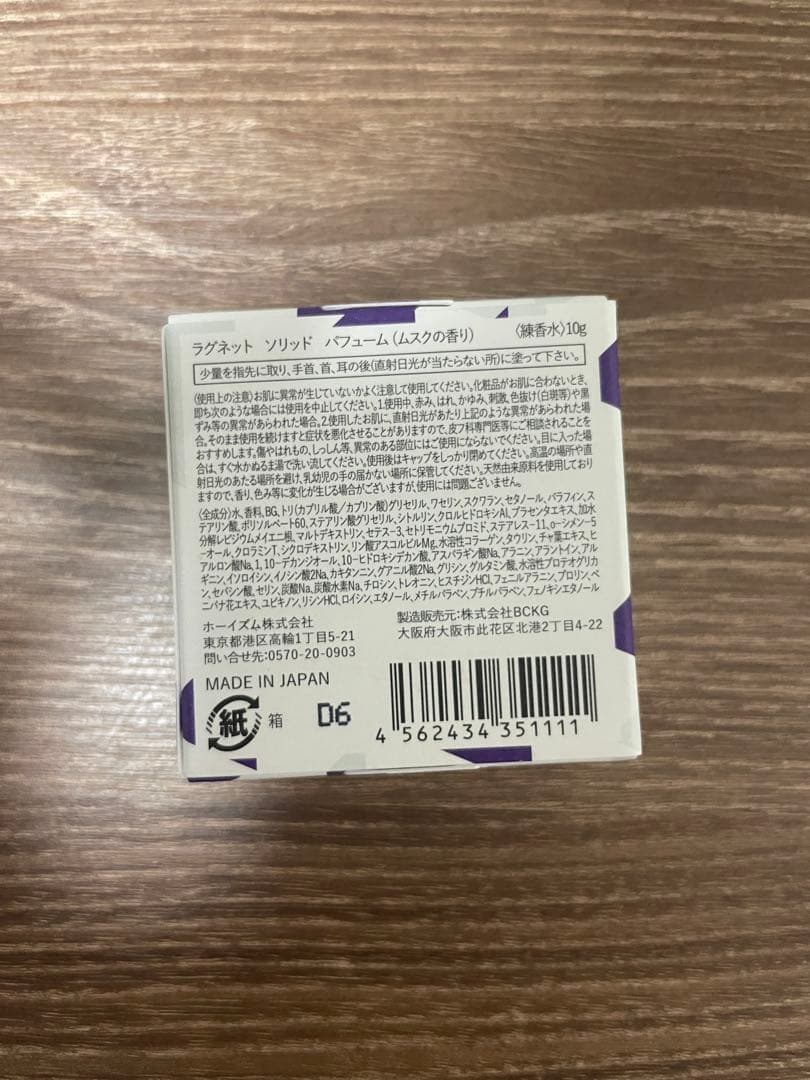 ラグネット ソリッド パフューム(ムスクの香り) 〈練香水〉10g
少量を指先に取り、手首、首、耳の後(直射日光が当たらない所)に塗って下さい。
〈使用上の注意〉お肌に異常が生じていないかよく注意して使用してください。化粧品がお肌に合わないとき、
即ち次のような場合には使用を中止してください。1.使用中、赤み、はれ、かゆみ、刺激、色抜け(白斑等)や黒
ずみ等の異常があらわれた場合。2.使用したお肌に、直射日光があたり上記のような異常があらわれた場
合。そのまま使用を続けますと症状を悪化させることがありますので、皮フ科専門医等にご相談されることを
おすすめします。傷やはれもの、しっしん等、異常のある部位にはご使用にならないでください。目に入った場
合は、すぐ水かぬるま湯で洗い流してください。使用後はキャップをしっかり閉めてください。高温の場所や直
射日光のあたる場所を避け、乳幼児の手の届かない場所に保管してください。天然由来原料を使用しており
ますので、香り、色み等に変化が生じる場合がございますが、使用には問題ございません。
〈全成分〉水、香料、BG、トリ(カプリル酸/カプリン酸)グリセリル、ワセリン、スクワラン、セタノール、パラフィン、ス
テアリン酸、ポリソルベート60、ステアリン酸グリセリル、シトルリン、クロルヒドロキシAl、プラセンタエキス、加水
分解レピジウムメイエニ根、マルトデキストリン、セテス-3、セトリモニウムブロミド、ステアレス-11、o-シメン-5
-オール、クロラミンT、シクロデキストリン、リン酸アスコルビルMg、水溶性コラーゲン、タウリン、チャ葉エキス、ヒ
アルロン酸Na、1,10-デカンジオール、10-ヒドロキシデカン酸、アスパラギン酸Na、アラニン、アラントイン、アル
ギニン、イソロイシン、イノシン酸2Na、カキタンニン、グアニル酸2Na、グリシン、グルタミン酸、水溶性プロテオグリカ
ン、セバシン酸、セリン、炭酸Na、炭酸水素Na、チロシン、トレオニン、ヒスチジンHCl、フェニルアラニン、プロリン、ベ
ニバナ花エキス、ユビキノン、リシンHCl、ロイシン、エタノール、メチルパラベン、ブチルパラベン、フェノキシエタノール
ホーイズム株式会社
東京都港区高輪1丁目5-21
問い合せ先:0570-20-0903
製造販売元:株式会社BCKG
大阪府大阪市此花区北港2丁目4-22
MADE IN JAPAN
紙 箱
D6
4 562434 351111